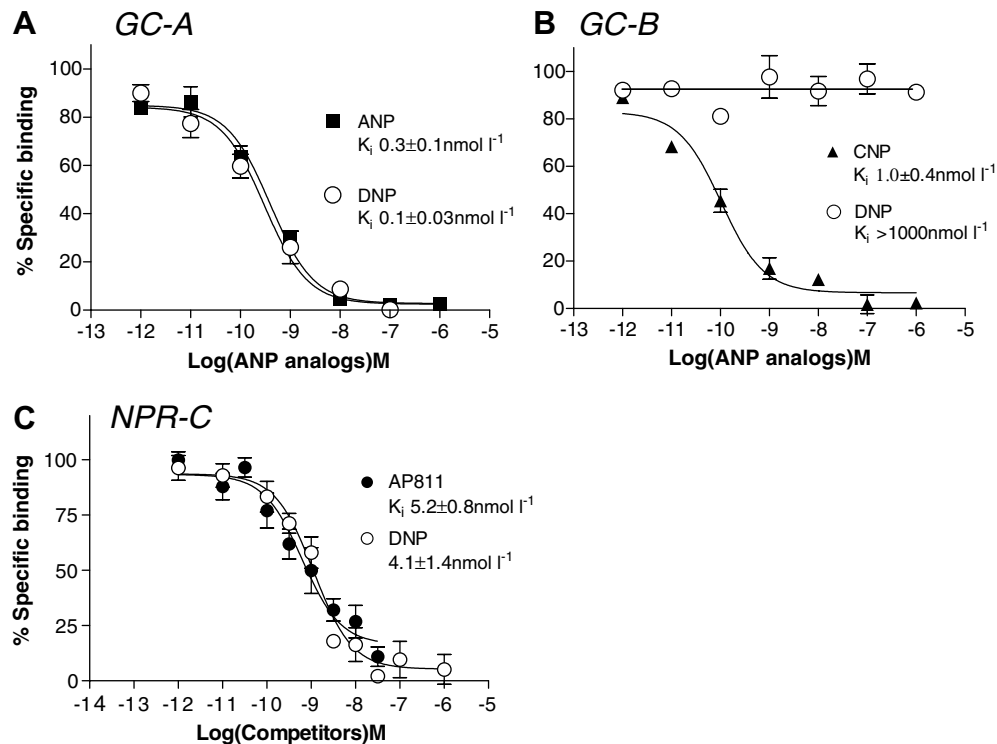 A GC-A
% Specific binding
100
80
60
40
20
0
-13 -12 -11 -10 -9 -8 -7 -6 -5
Log(ANP analogs)M
ANP
Ki 0.3±0.1nmol l-1
DNP
Ki 0.1±0.03nmol l-1
B GC-B
100
80
60
40
20
0
-13 -12 -11 -10 -9 -8 -7 -6 -5
Log(ANP analogs)M
CNP
Ki 1.0±0.4nmol l-1
DNP
Ki >1000nmol l-1
C NPR-C
% Specific binding
100
75
50
25
0
-14 -13 -12 -11 -10 -9 -8 -7 -6 -5
Log(Competitors)M
AP811
Ki 5.2±0.8nmol l-1
DNP
4.1±1.4nmol l-1